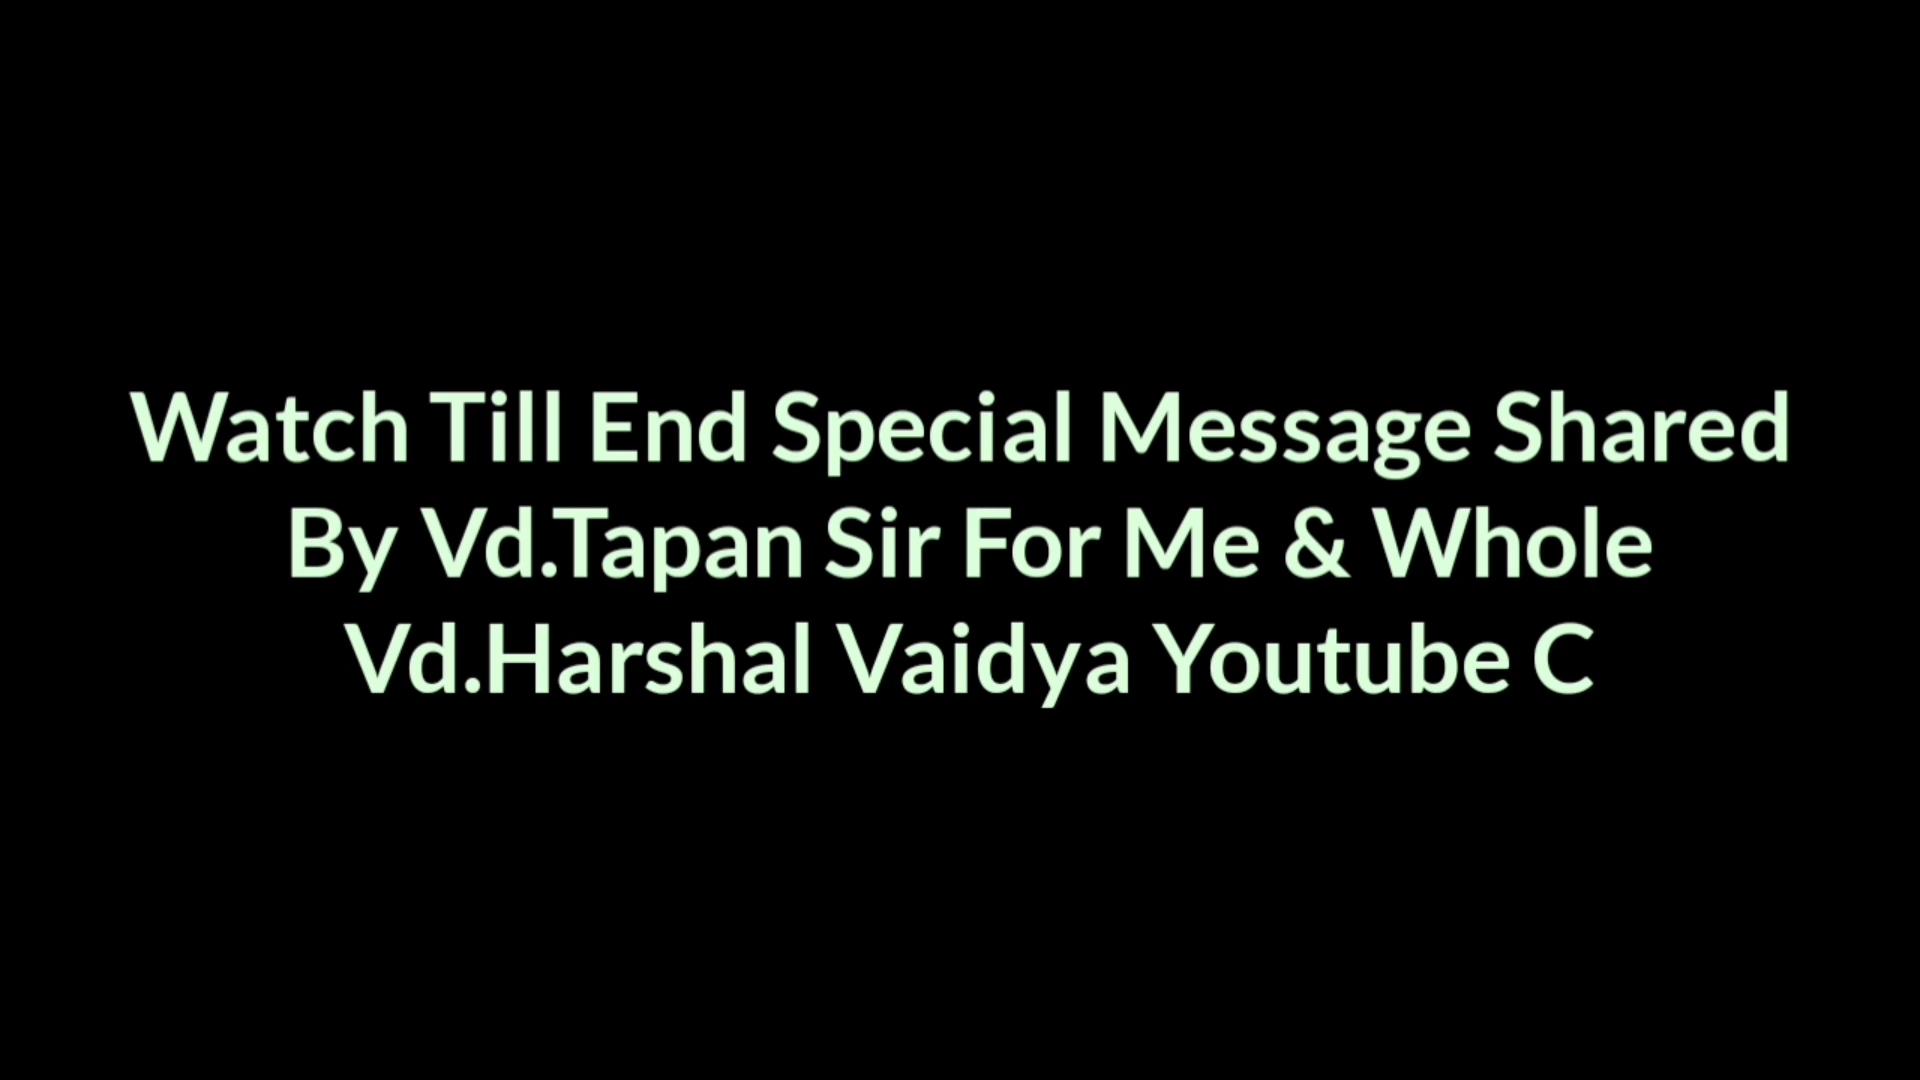 Watch Till End Special Message Shared
By Vd.Tapan Sir For Me & Whole
Vd.Harshal Vaidya Youtube C